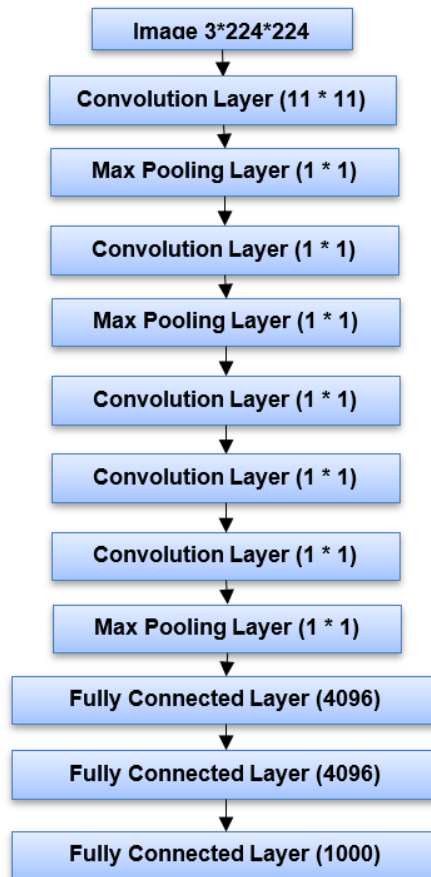 Image 3*224*224
Convolution Layer (11 * 11)
Max Pooling Layer (1 * 1)
Convolution Layer (1 * 1)
Max Pooling Layer (1 * 1)
Convolution Layer (1 * 1)
Convolution Layer (1 * 1)
Convolution Layer (1 * 1)
Max Pooling Layer (1 * 1)
Fully Connected Layer (4096)
Fully Connected Layer (4096)
Fully Connected Layer (1000)